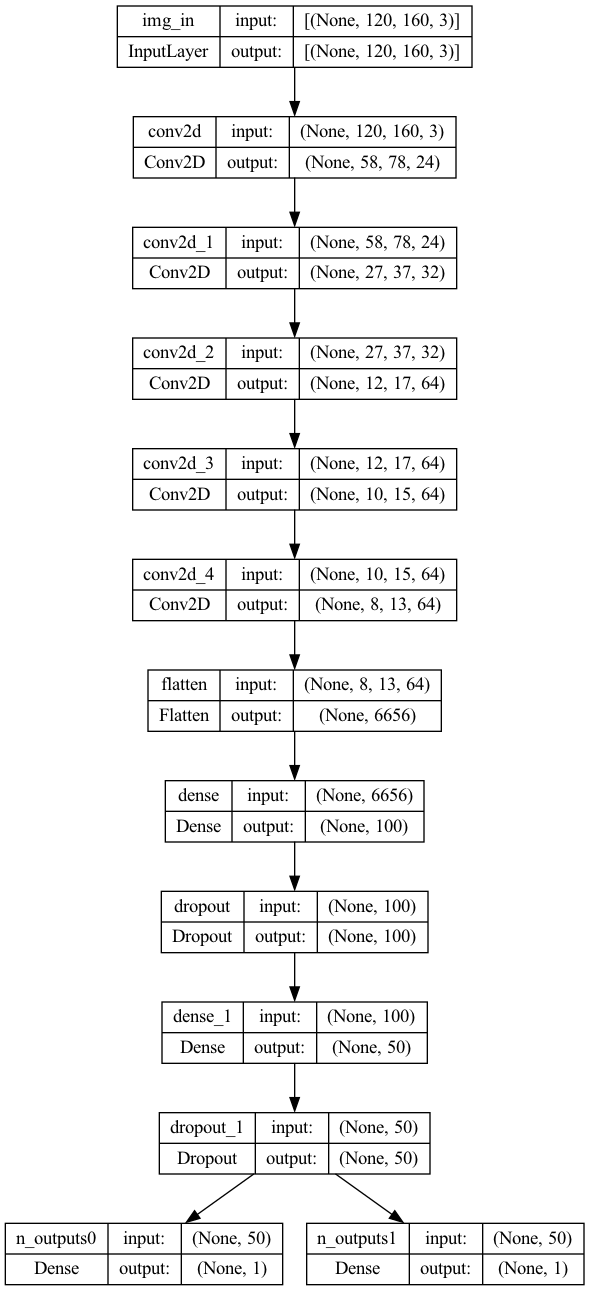 img_in input: [(None, 120, 160, 3)]
InputLayer output: [(None, 120, 160, 3)]
conv2d input: (None, 120, 160, 3)
Conv2D output: (None, 58, 78, 24)
conv2d_1 input: (None, 58, 78, 24)
Conv2D output: (None, 27, 37, 32)
conv2d_2 input: (None, 27, 37, 32)
Conv2D output: (None, 12, 17, 64)
conv2d_3 input: (None, 12, 17, 64)
Conv2D output: (None, 10, 15, 64)
conv2d_4 input: (None, 10, 15, 64)
Conv2D output: (None, 8, 13, 64)
flatten input: (None, 8, 13, 64)
Flatten output: (None, 6656)
dense input: (None, 6656)
Dense output: (None, 100)
dropout input: (None, 100)
Dropout output: (None, 100)
dense_1 input: (None, 100)
Dense output: (None, 50)
dropout_1 input: (None, 50)
Dropout output: (None, 50)
n_outputs0 input: (None, 50)
Dense output: (None, 1)
n_outputs1 input: (None, 50)
Dense output: (None, 1)